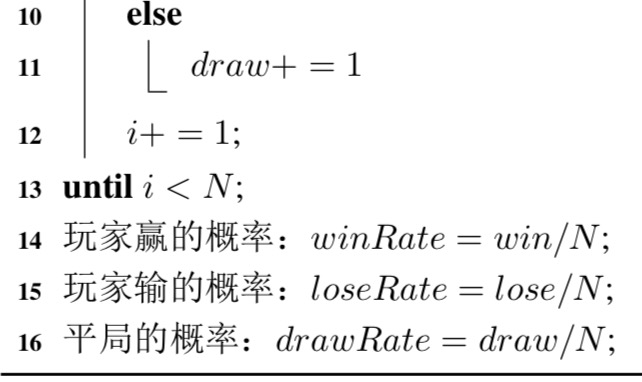 10 else
11 draw+ = 1
12 i+ = 1;
13 until i < N;
14 玩家赢的概率：winRate = win/N;
15 玩家输的概率：loseRate = lose/N;
16 平局的概率：drawRate = draw/N;